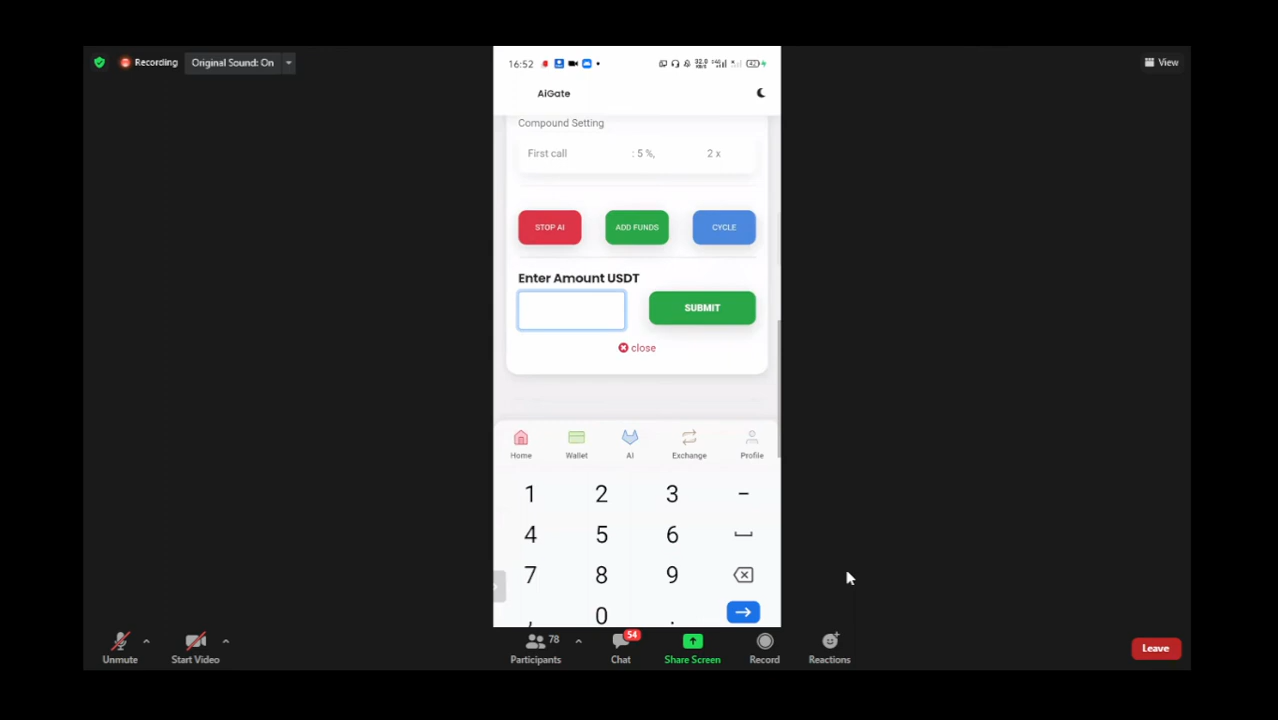 Recording
Original Sound: On
View
16:52
AiGate
Compound Setting
First call : 5 %, 2 x
STOP AI ADD FUNDS CYCLE
Enter Amount USDT
SUBMIT
close
Home Wallet AI Exchange Profile
1 2 3 -
4 5 6
7 8 9
, 0 .
Unmute Start Video Participants 78 Chat 54 Share Screen Record Reactions Leave